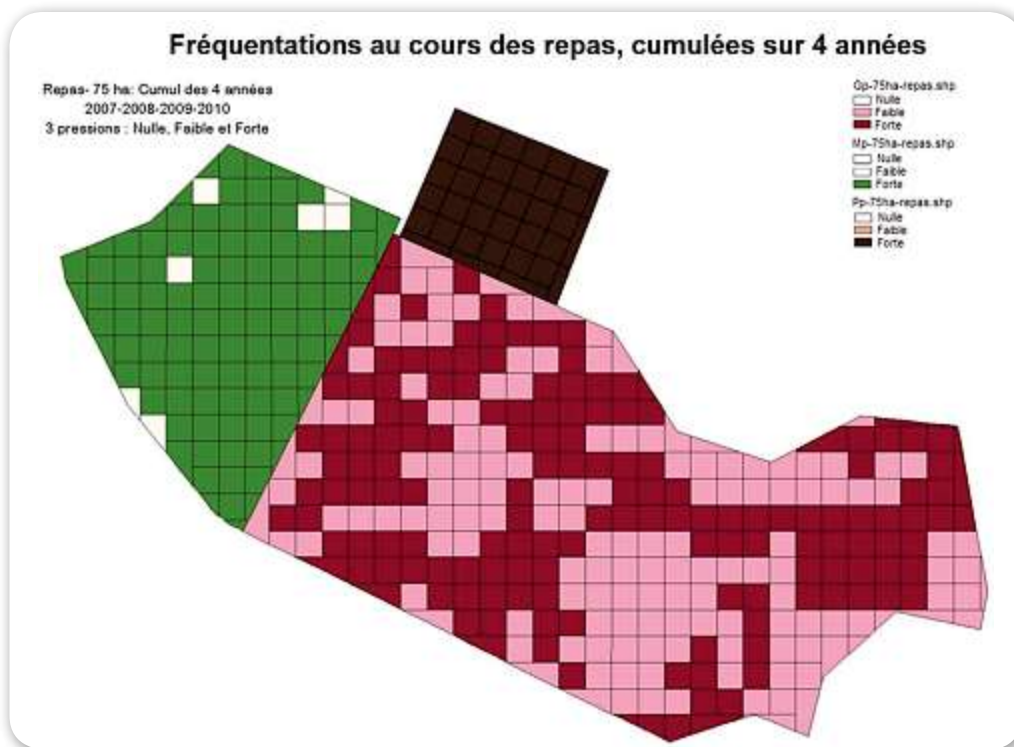 Fréquentations au cours des repas, cumulées sur 4 années
Repas- 75 ha: Cumul des 4 années
2007-2008-2009-2010
3 pressions : Nulle, Faible et Forte
Gp-75ha-repas.shp
Nulle
Faible
Forte
Mp-75ha-repas.shp
Nulle
Faible
Forte
Pp-75ha-repas.shp
Nulle
Faible
Forte